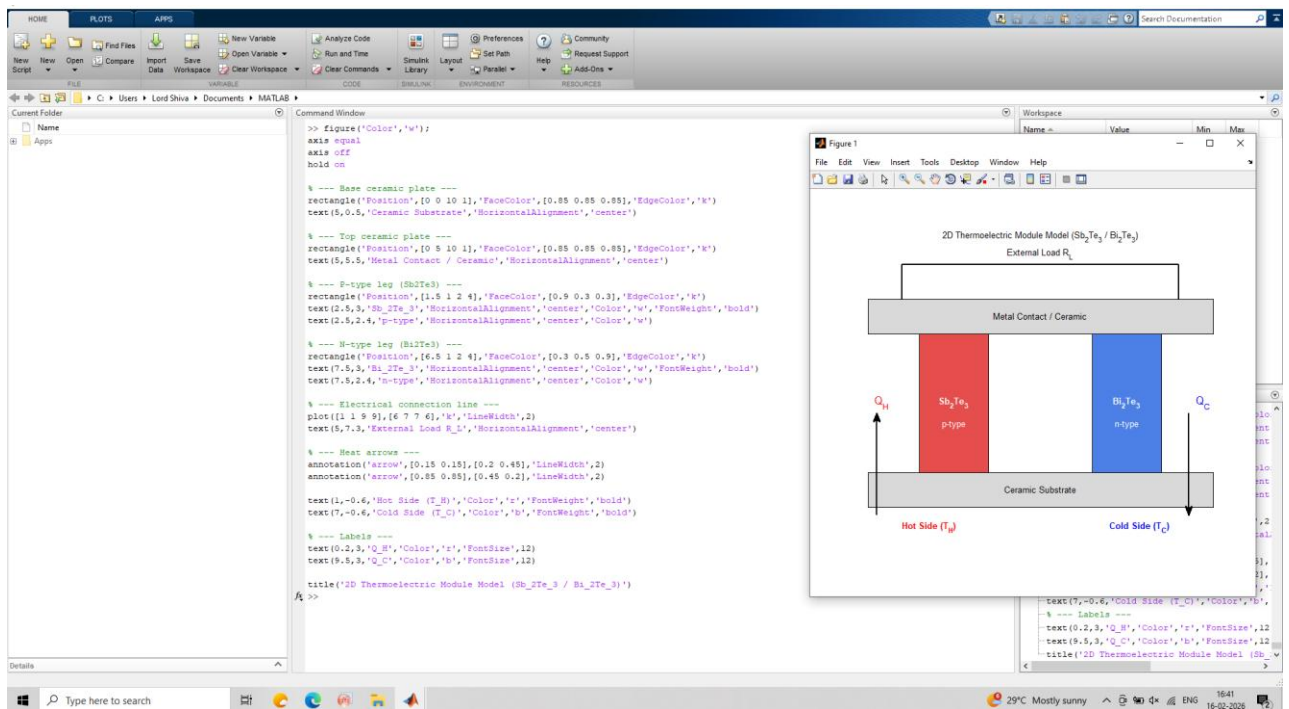 HOME PLOTS APPS
Search Documentation
New Script
New
Open
Find Files
Compare
Import Data
Save Workspace
New Variable
Open Variable
Clear Workspace
Analyze Code
Run and Time
Clear Commands
Simulink Library
Layout
Preferences
Set Path
Parallel
Help
Community
Request Support
Add-Ons
FILE VARIABLE CODE SIMULINK ENVIRONMENT RESOURCES
C: Users Lord Shiva Documents MATLAB
Current Folder
Name
Apps
Details
Command Window
>> figure('Color','w');
axis equal
axis off
hold on
% --- Base ceramic plate ---
rectangle('Position',[0 0 10 1],'FaceColor',[0.85 0.85 0.85],'EdgeColor','k')
text(5,0.5,'Ceramic Substrate','HorizontalAlignment','center')
% --- Top ceramic plate ---
rectangle('Position',[0 5 10 1],'FaceColor',[0.85 0.85 0.85],'EdgeColor','k')
text(5,5.5,'Metal Contact / Ceramic','HorizontalAlignment','center')
% --- P-type leg (Sb2Te3) ---
rectangle('Position',[1.5 1 2 4],'FaceColor',[0.9 0.3 0.3],'EdgeColor','k')
text(2.5,3,'Sb_2Te_3','HorizontalAlignment','center','Color','w','FontWeight','bold')
text(2.5,2.4,'p-type','HorizontalAlignment','center','Color','w')
% --- N-type leg (Bi2Te3) ---
rectangle('Position',[6.5 1 2 4],'FaceColor',[0.3 0.5 0.9],'EdgeColor','k')
text(7.5,3,'Bi_2Te_3','HorizontalAlignment','center','Color','w','FontWeight','bold')
text(7.5,2.4,'n-type','HorizontalAlignment','center','Color','w')
% --- Electrical connection line ---
plot([1 1 9 9],[6 7 7 6],'k','LineWidth',2)
text(5,7.3,'External Load R_L','HorizontalAlignment','center')
% --- Heat arrows ---
annotation('arrow',[0.15 0.15],[0.2 0.45],'LineWidth',2)
annotation('arrow',[0.85 0.85],[0.45 0.2],'LineWidth',2)
text(1,-0.6,'Hot Side (T_H)','Color','r','FontWeight','bold')
text(7,-0.6,'Cold Side (T_C)','Color','b','FontWeight','bold')
% --- Labels ---
text(0.2,3,'Q_H','Color','r','FontSize',12)
text(9.5,3,'Q_C','Color','b','FontSize',12)
title('2D Thermoelectric Module Model (Sb_2Te_3 / Bi_2Te_3)')
fx >>
Workspace
Name Value Min Max
Figure 1
File Edit View Insert Tools Desktop Window Help
2D Thermoelectric Module Model (Sb2Te3 / Bi2Te3)
External Load RL
Metal Contact / Ceramic
QH Sb2Te3 Bi2Te3 QC
p-type n-type
Ceramic Substrate
Hot Side (TH) Cold Side (TC)
text(7,-0.6,'Cold Side (T_C)','Color','b',
% --- Labels ---
text(0.2,3,'Q_H','Color','r','FontSize',12
text(9.5,3,'Q_C','Color','b','FontSize',12
title('2D Thermoelectric Module Model (Sb_
Type here to search
29°C Mostly sunny ENG 16:41
16-02-2026